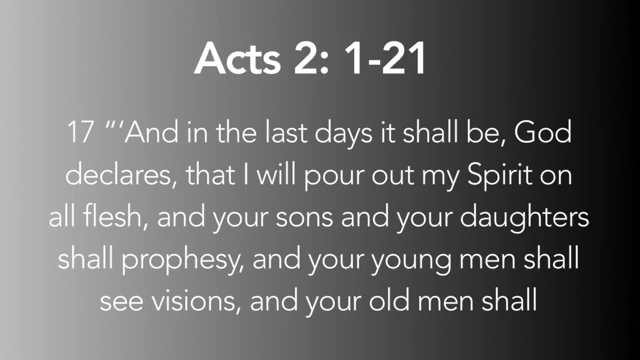 Acts 2: 1-21
17 “‘And in the last days it shall be, God
declares, that I will pour out my Spirit on
all flesh, and your sons and your daughters
shall prophesy, and your young men shall
see visions, and your old men shall